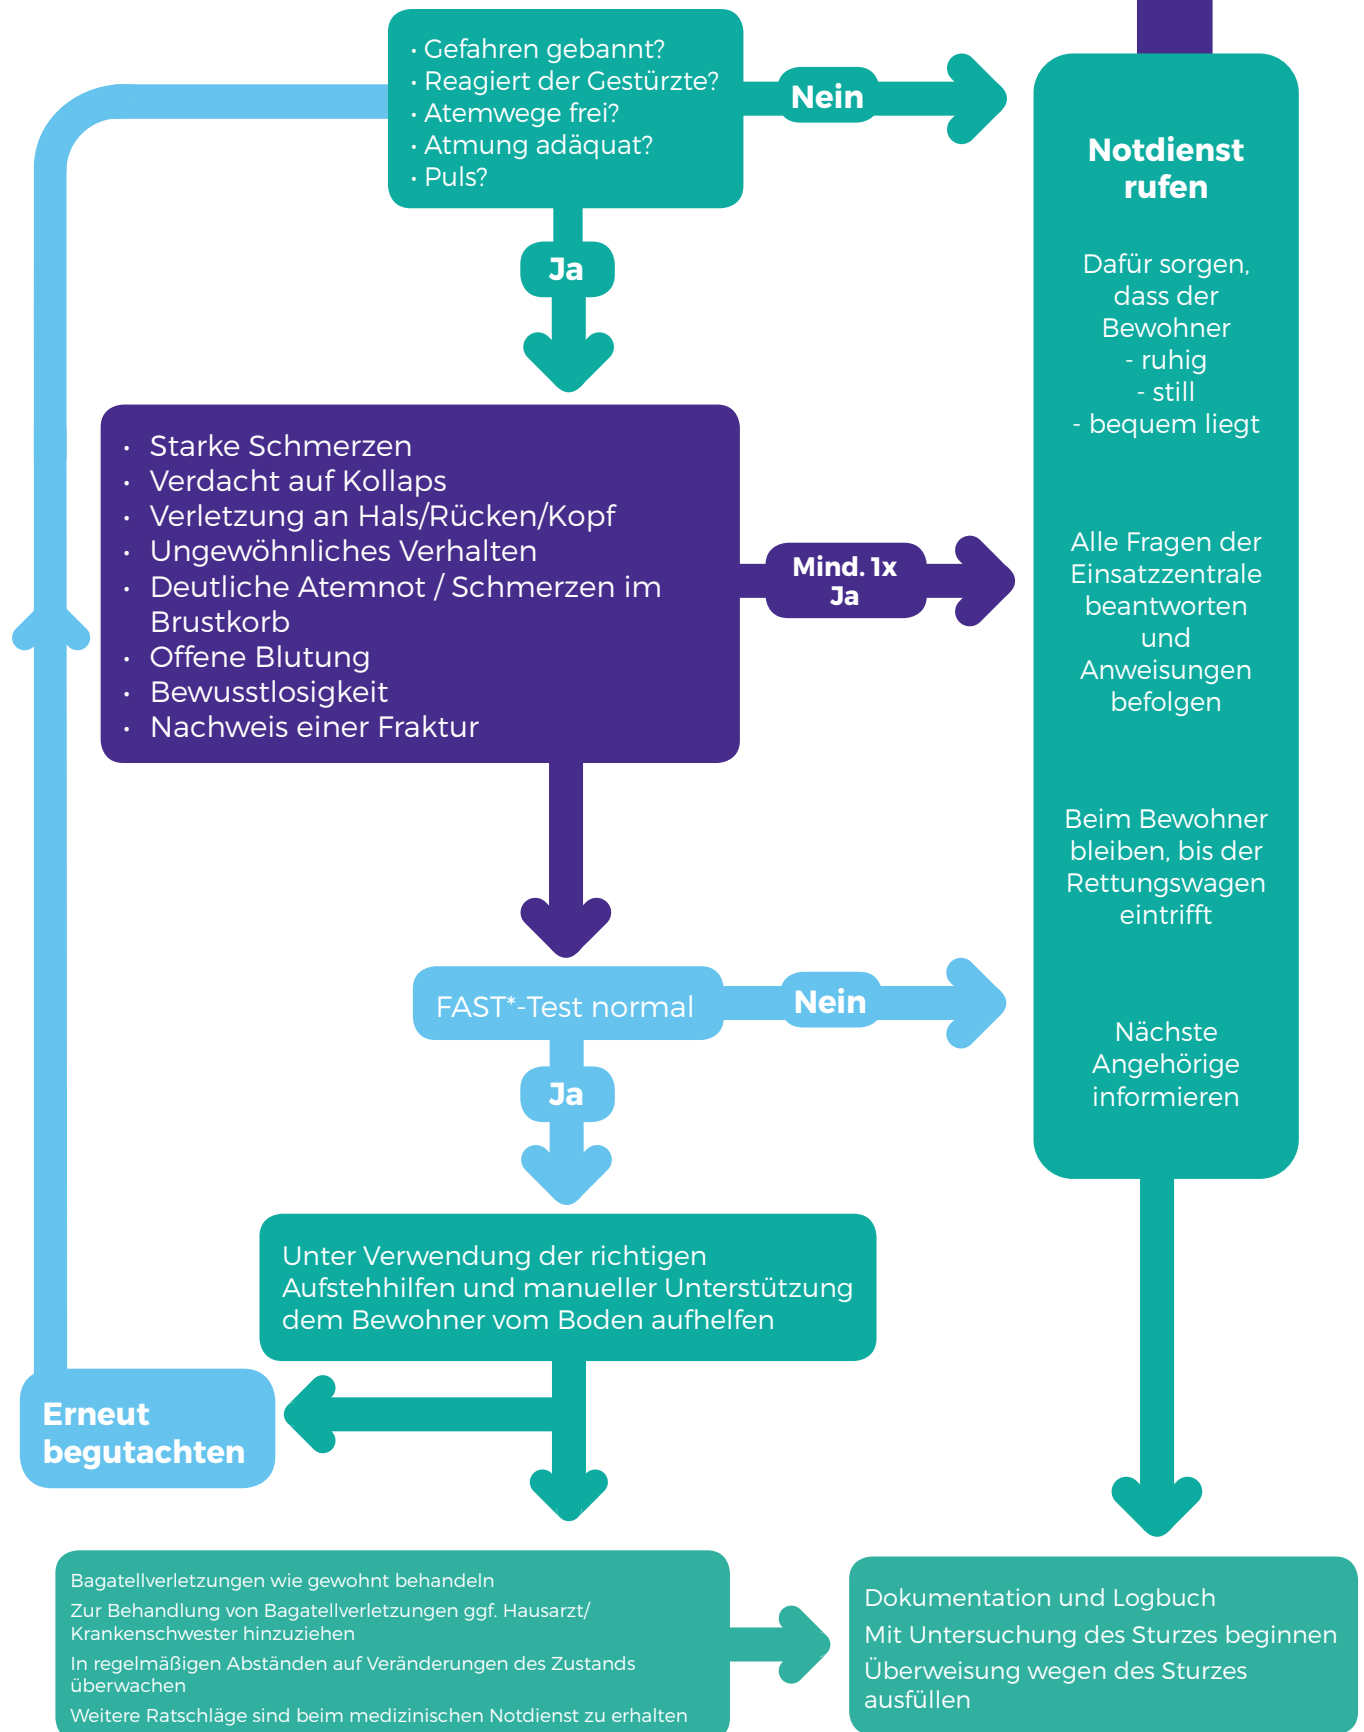 • Gefahren gebannt?
• Reagiert der Gestürzte?
• Atemwege frei?
• Atmung adäquat?
• Puls?
Nein
Ja
• Starke Schmerzen
• Verdacht auf Kollaps
• Verletzung an Hals/Rücken/Kopf
• Ungewöhnliches Verhalten
• Deutliche Atemnot / Schmerzen im
Brustkorb
• Offene Blutung
• Bewusstlosigkeit
• Nachweis einer Fraktur
Mind. 1x
Ja
FAST*-Test normal
Nein
Ja
Unter Verwendung der richtigen
Aufstehhilfen und manueller Unterstützung
dem Bewohner vom Boden aufhelfen
Erneut
begutachten
Bagatellverletzungen wie gewohnt behandeln
Zur Behandlung von Bagatellverletzungen ggf. Hausarzt/
Krankenschwester hinzuziehen
In regelmäßigen Abständen auf Veränderungen des Zustands
überwachen
Weitere Ratschläge sind beim medizinischen Notdienst zu erhalten
Notdienst
rufen
Dafür sorgen,
dass der
Bewohner
- ruhig
- still
- bequem liegt
Alle Fragen der
Einsatzzentrale
beantworten
und
Anweisungen
befolgen
Beim Bewohner
bleiben, bis der
Rettungswagen
eintrifft
Nächste
Angehörige
informieren
Dokumentation und Logbuch
Mit Untersuchung des Sturzes beginnen
Überweisung wegen des Sturzes
ausfüllen